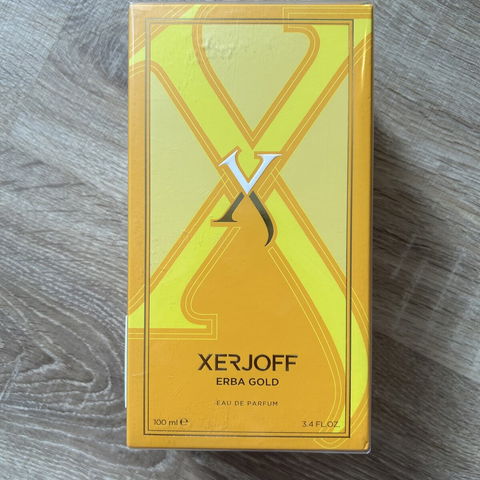 X
XERJOFF
ERBA GOLD
EAU DE PARFUM
100 ml ℮
3.4 FL.OZ.